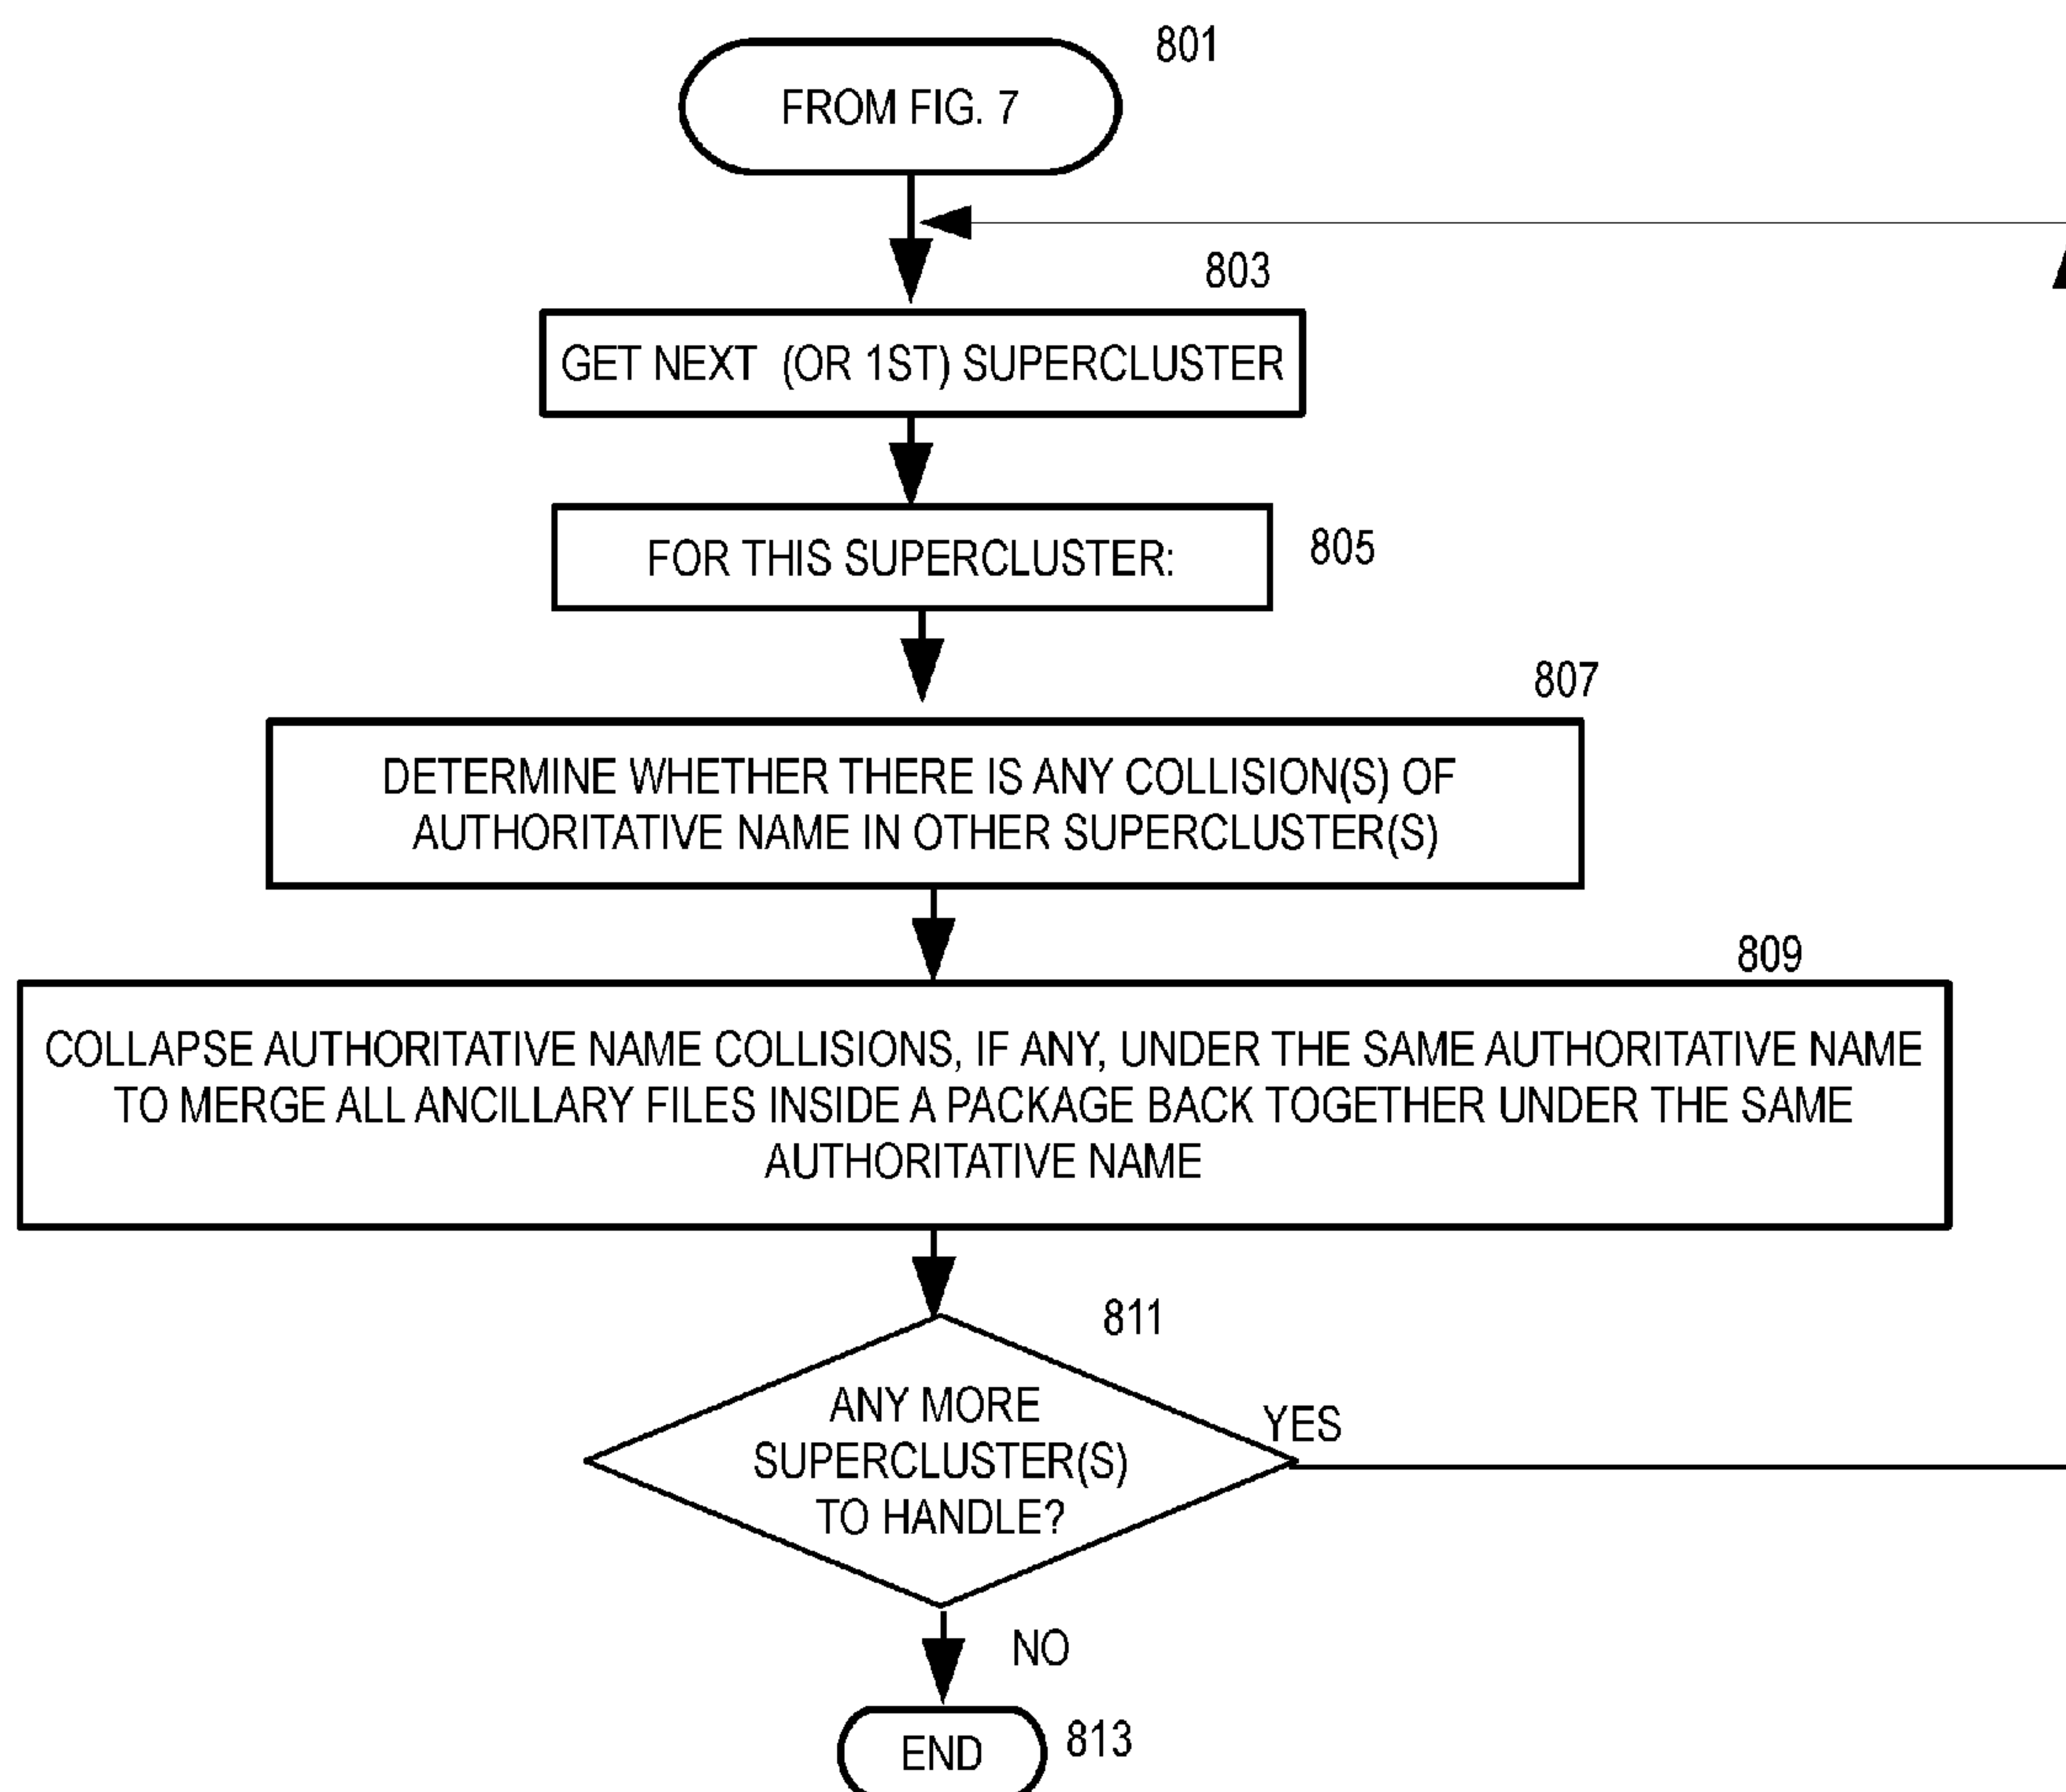 801
FROM FIG. 7
803
GET NEXT (OR 1ST) SUPERCLUSTER
FOR THIS SUPERCLUSTER:
805
807
DETERMINE WHETHER THERE IS ANY COLLISION(S) OF
AUTHORITATIVE NAME IN OTHER SUPERCLUSTER(S)
809
COLLAPSE AUTHORITATIVE NAME COLLISIONS, IF ANY, UNDER THE SAME AUTHORITATIVE NAME
TO MERGE ALL ANCILLARY FILES INSIDE A PACKAGE BACK TOGETHER UNDER THE SAME
AUTHORITATIVE NAME
811
ANY MORE
SUPERCLUSTER(S)
TO HANDLE?
YES
NO
END
813